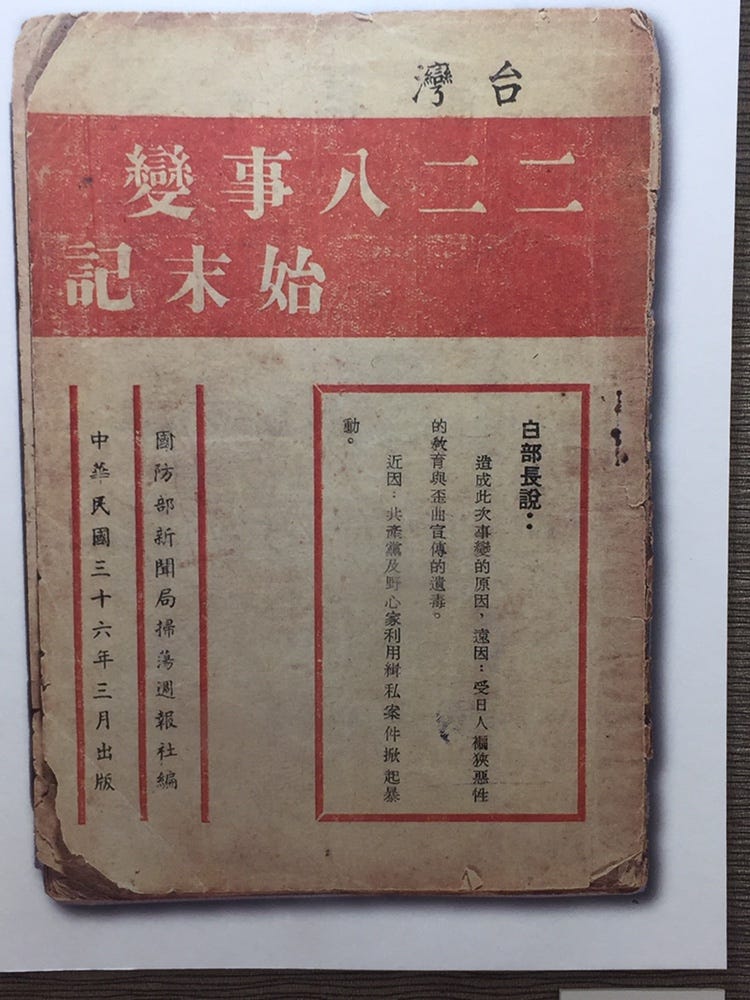 台灣
二二八事變
始末記
白部長說：
造成此次事變的原因，遠因：受日人褊狹惡性
的教育與歪曲宣傳的遺毒。
近因：共產黨及野心家利用緝私案件掀起暴
動。
國防部新聞局掃蕩週報社編
中華民國三十六年三月出版